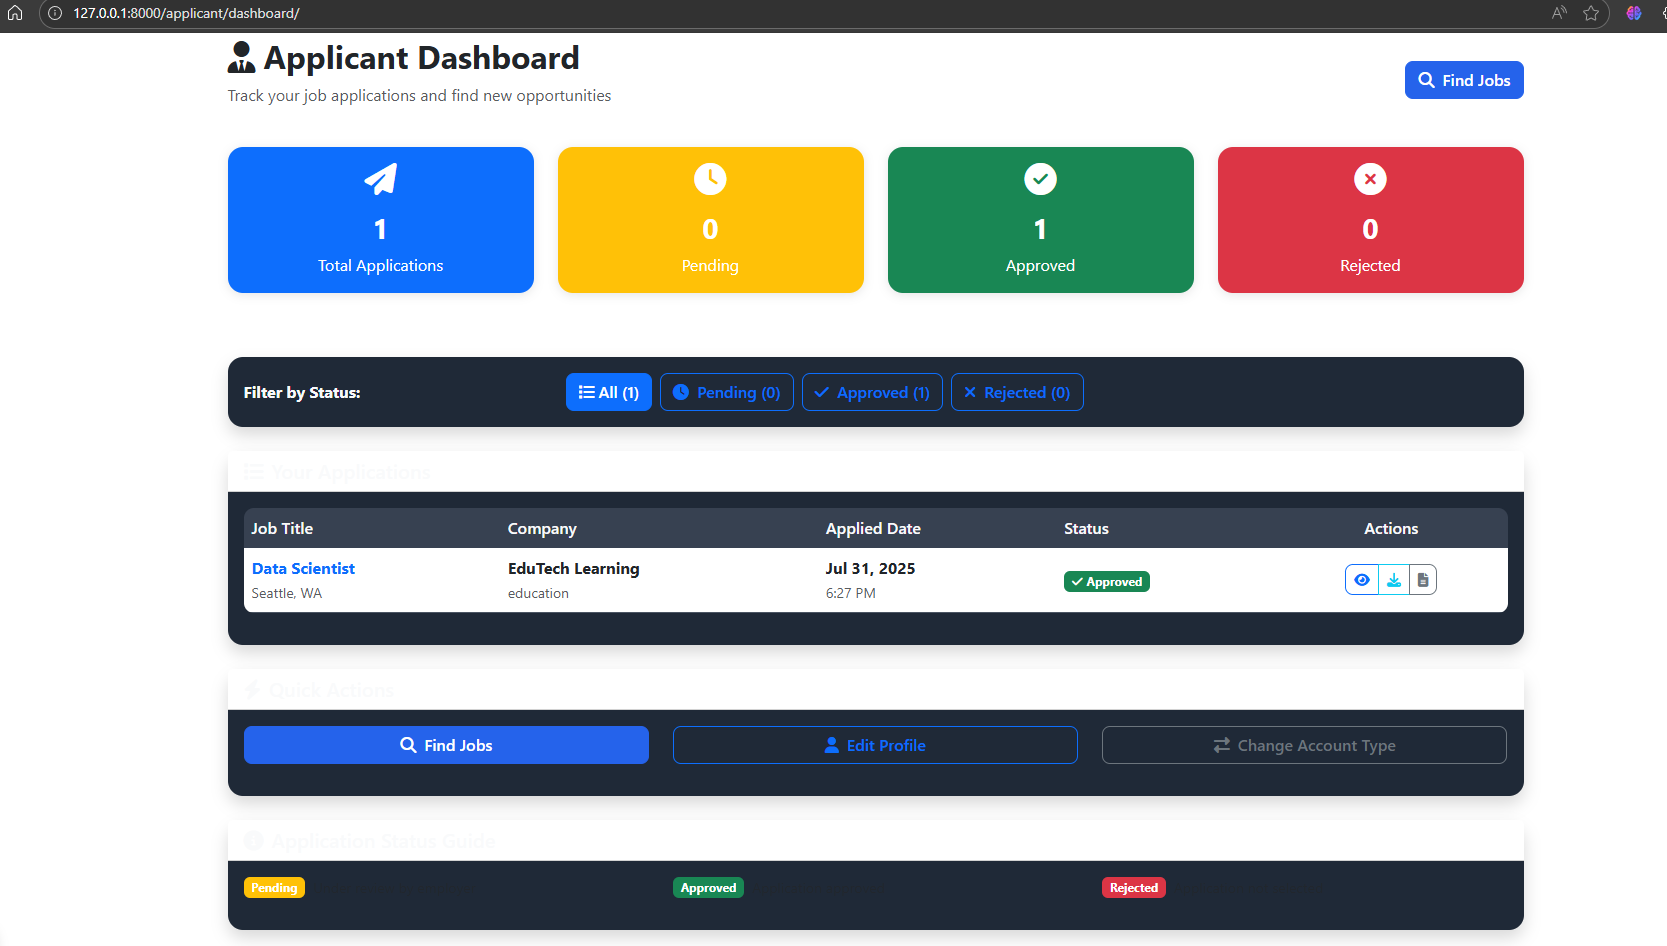 127.0.0.1:8000/applicant/dashboard/
Applicant Dashboard
Track your job applications and find new opportunities
Find Jobs
1
Total Applications
0
Pending
1
Approved
0
Rejected
Filter by Status:
All (1)
Pending (0)
Approved (1)
Rejected (0)
Your Applications
Job Title Company Applied Date Status Actions
Data Scientist EduTech Learning Jul 31, 2025 Approved
Seattle, WA education 6:27 PM
Quick Actions
Find Jobs
Edit Profile
Change Account Type
Application Status Guide
Pending
Approved
Rejected